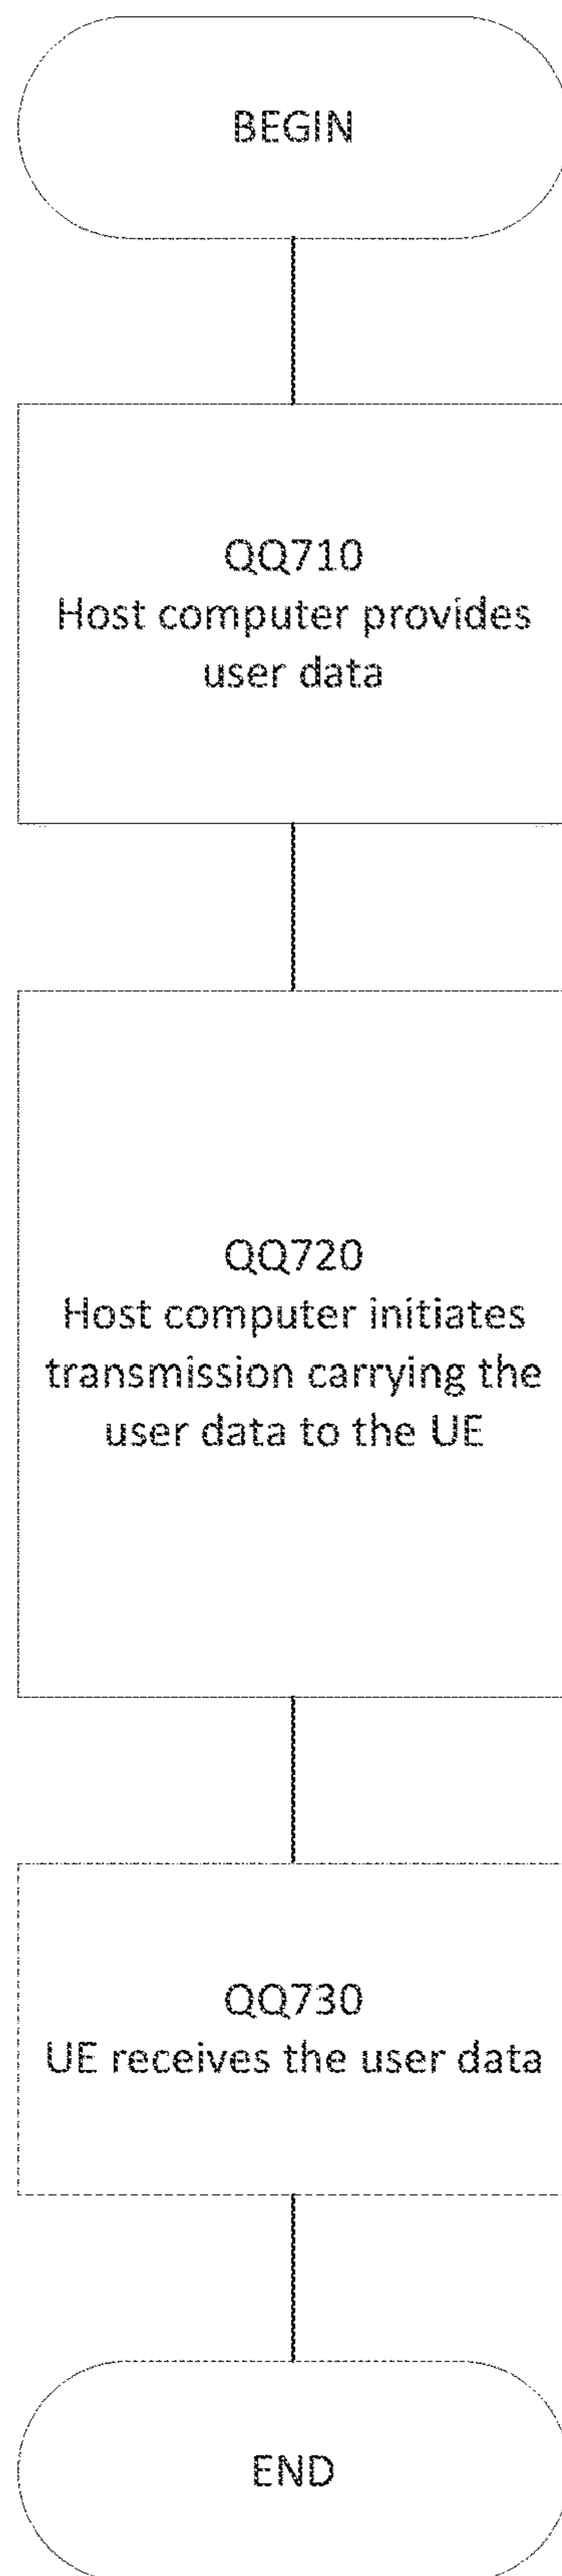 BEGIN
QQ710
Host computer provides
user data
QQ720
Host computer initiates
transmission carrying the
user data to the UE
QQ730
UE receives the user data
END